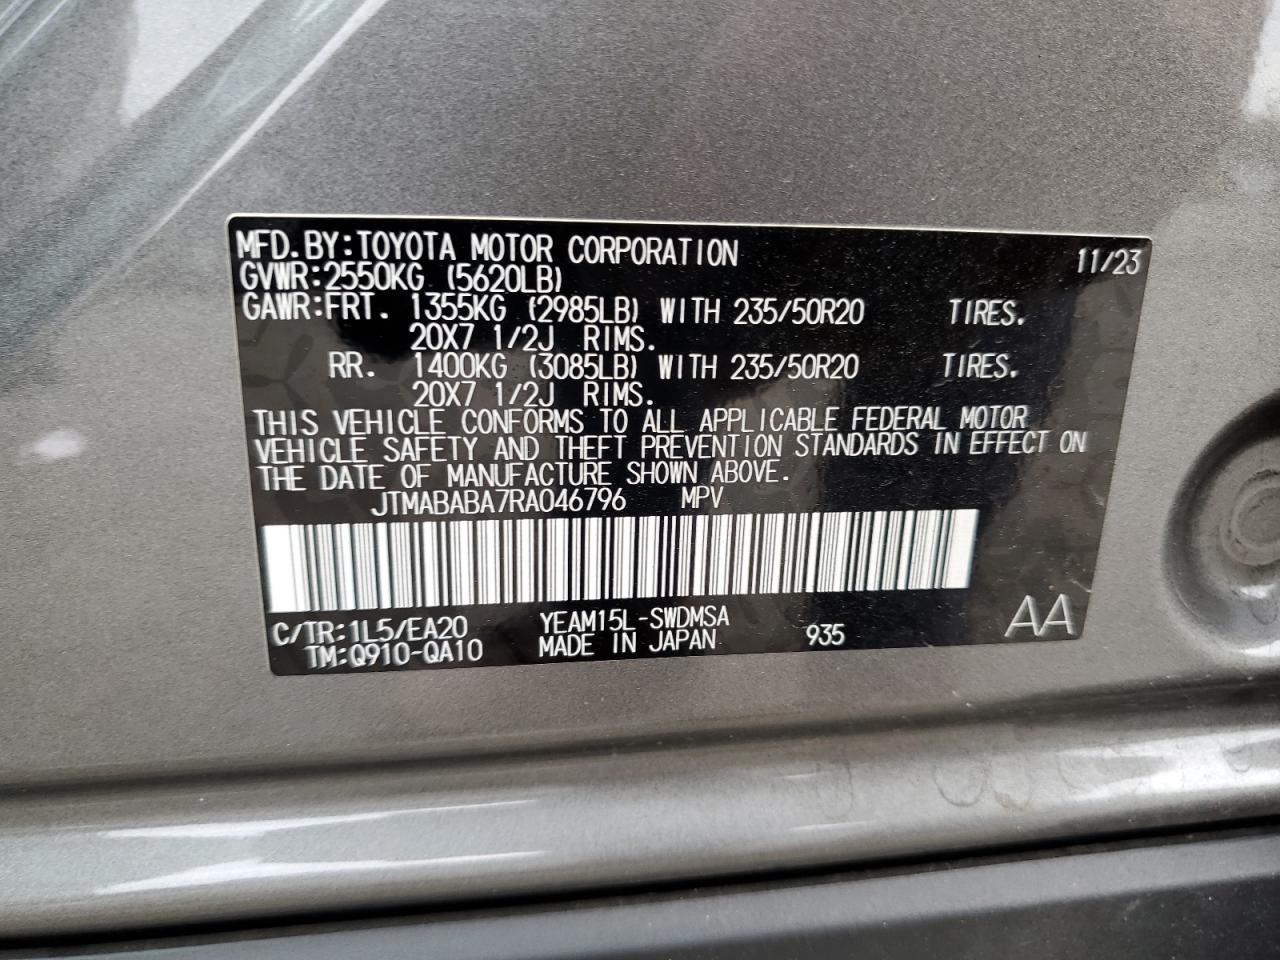 MFD.BY:TOYOTA MOTOR CORPORATION 11/23
GVWR:2550KG (5620LB)
GAWR:FRT. 1355KG (2985LB) WITH 235/50R20 TIRES.
20X7 1/2J RIMS.
RR. 1400KG (3085LB) WITH 235/50R20 TIRES.
20X7 1/2J RIMS.
THIS VEHICLE CONFORMS TO ALL APPLICABLE FEDERAL MOTOR
VEHICLE SAFETY AND THEFT PREVENTION STANDARDS IN EFFECT ON
THE DATE OF MANUFACTURE SHOWN ABOVE.
JTMABABA7RA046796 MPV
C/TR:1L5/EA20 YEAM15L-SWDMSA
TM:Q910-QA10 MADE IN JAPAN 935 AA